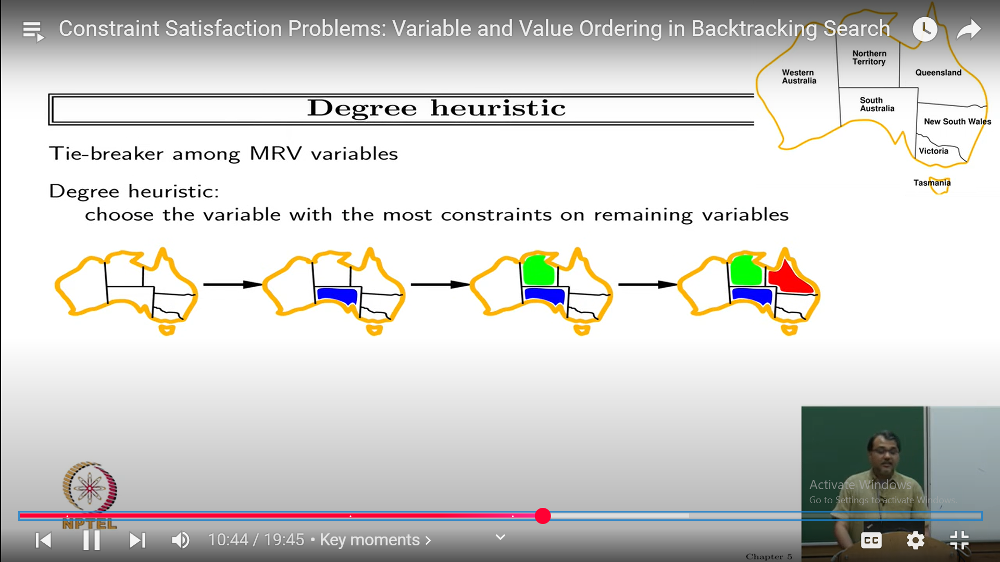 Constraint Satisfaction Problems: Variable and Value Ordering in Backtracking Search
Northern
Territory
Western
Australia
Queensland
South
Australia
New South Wales
Victoria
Tasmania
Degree heuristic
Tie-breaker among MRV variables
Degree heuristic:
choose the variable with the most constraints on remaining variables
Activate Windows
Go to Settings to activate Windows.
NPTEL
10:44 / 19:45 • Key moments ›
CC
Chapter 5